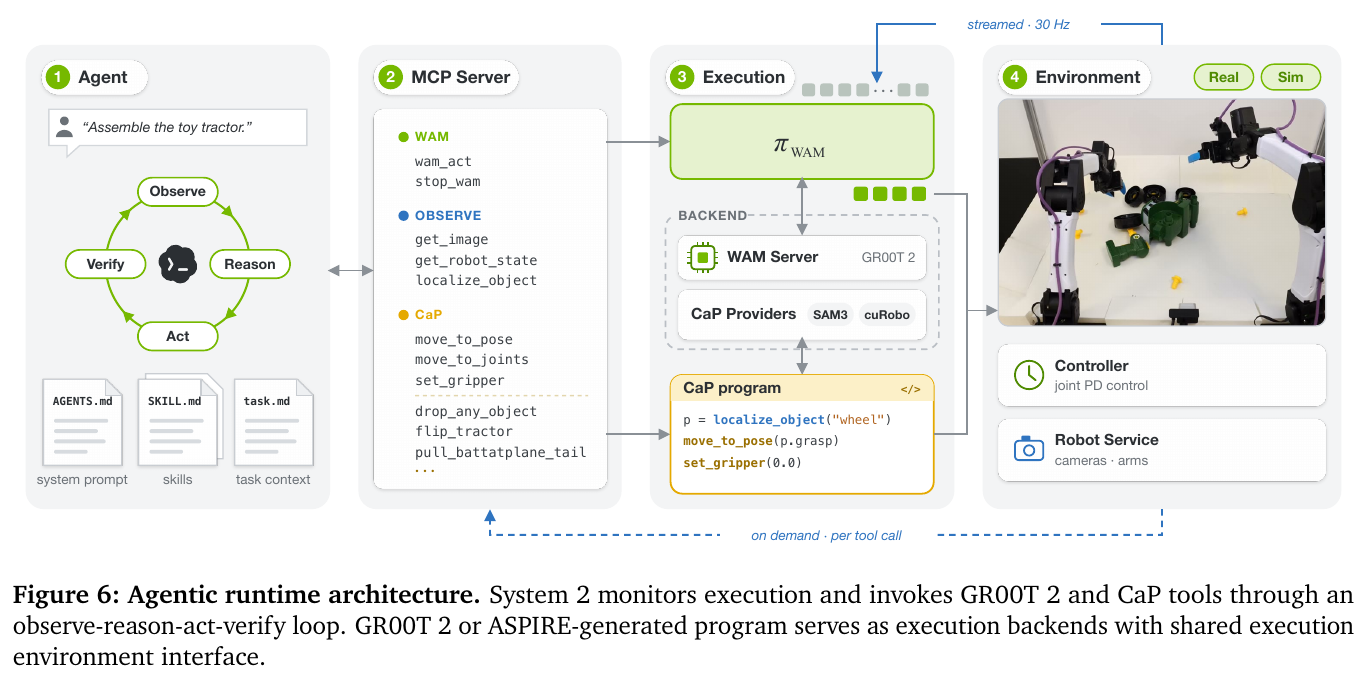 streamed · 30 Hz
1 Agent
“Assemble the toy tractor.”
Observe
Verify
Reason
Act
AGENTS.md
SKILL.md
task.md
system prompt
skills
task context
2 MCP Server
WAM
wam_act
stop_wam
OBSERVE
get_image
get_robot_state
localize_object
CaP
move_to_pose
move_to_joints
set_gripper
drop_any_object
flip_tractor
pull_battatplane_tail
...
3 Execution
...
π WAM
BACKEND
WAM Server GR00T 2
CaP Providers SAM3 cuRobo
CaP program </>
p = localize_object("wheel")
move_to_pose(p.grasp)
set_gripper(0.0)
4 Environment
Real Sim
Controller
joint PD control
Robot Service
cameras · arms
on demand · per tool call
Figure 6: Agentic runtime architecture. System 2 monitors execution and invokes GR00T 2 and CaP tools through an
observe-reason-act-verify loop. GR00T 2 or ASPIRE-generated program serves as execution backends with shared execution
environment interface.